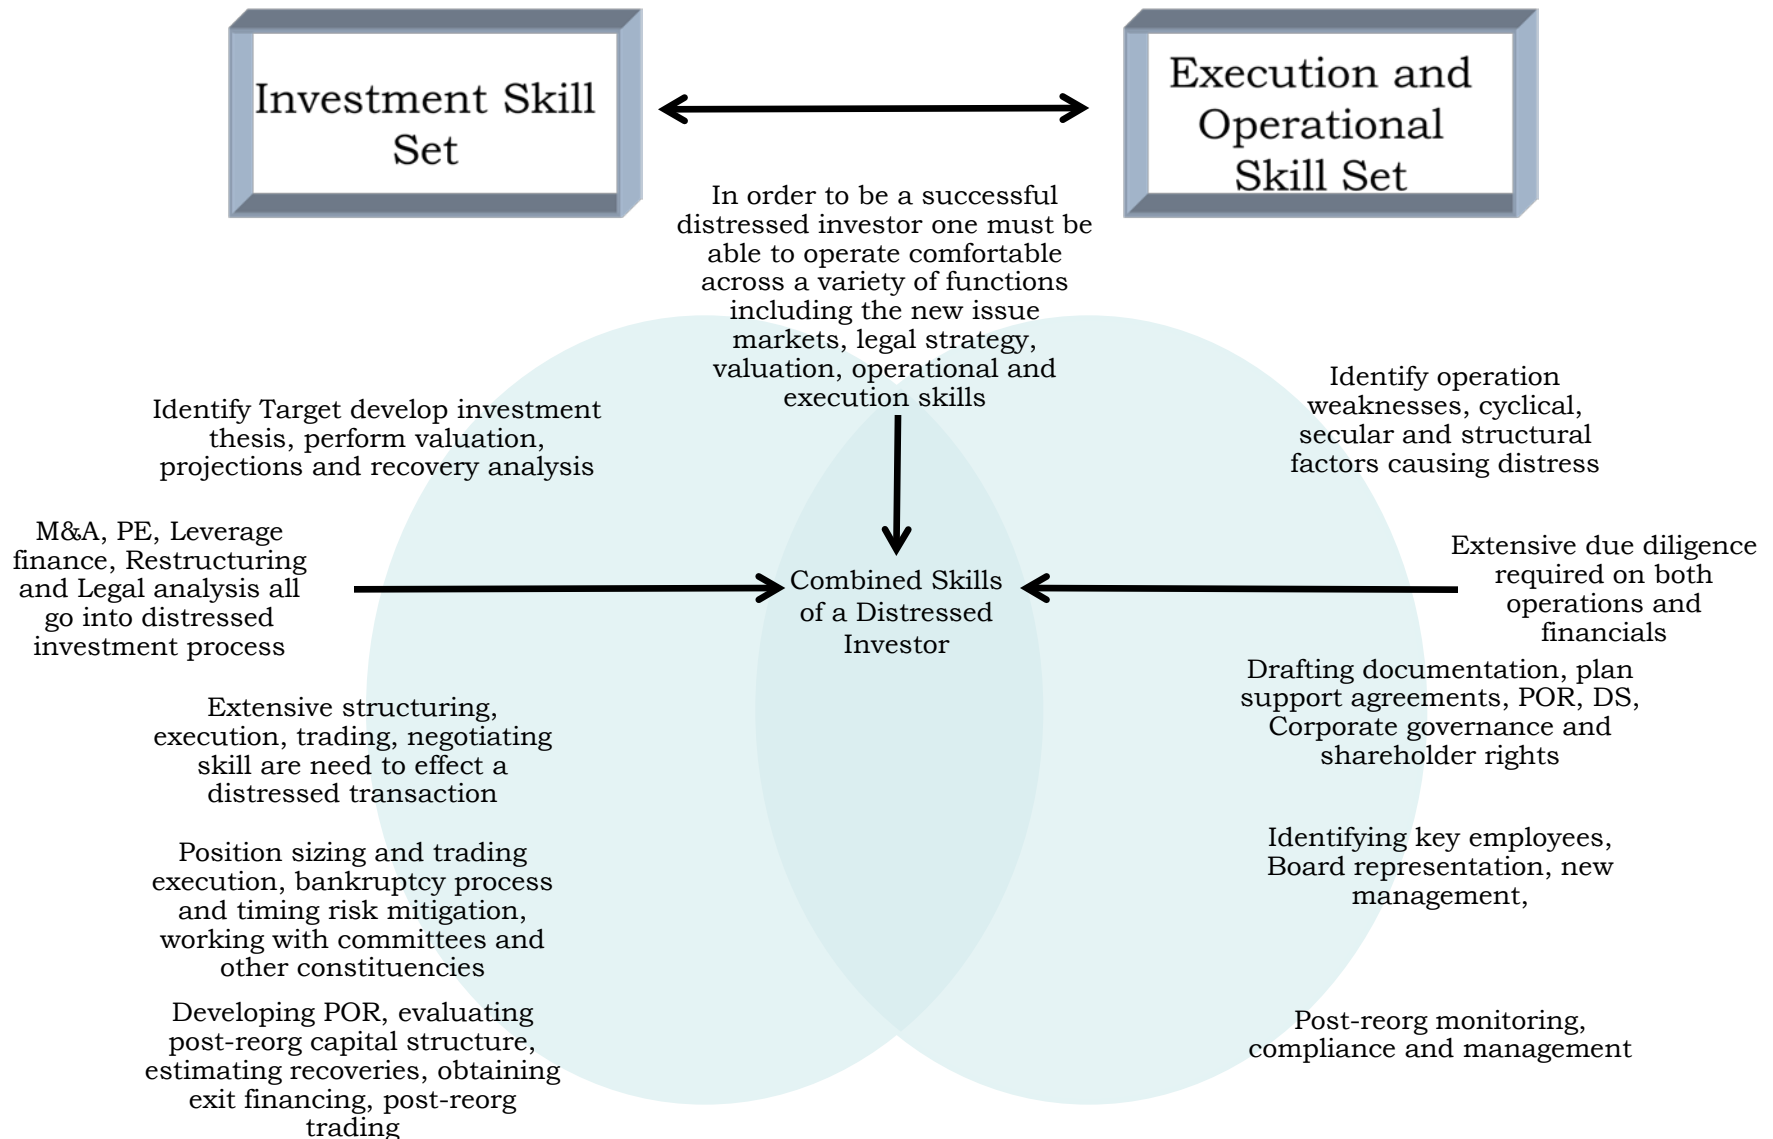 Investment Skill
Set
Execution and
Operational
Skill Set
In order to be a successful
distressed investor one must be
able to operate comfortable
across a variety of functions
including the new issue
markets, legal strategy,
valuation, operational and
execution skills
Identify Target develop investment
thesis, perform valuation,
projections and recovery analysis
M&A, PE, Leverage
finance, Restructuring
and Legal analysis all
go into distressed
investment process
Extensive structuring,
execution, trading, negotiating
skill are need to effect a
distressed transaction
Position sizing and trading
execution, bankruptcy process
and timing risk mitigation,
working with committees and
other constituencies
Developing POR, evaluating
post-reorg capital structure,
estimating recoveries, obtaining
exit financing, post-reorg
trading
Combined Skills
of a Distressed
Investor
Identify operation
weaknesses, cyclical,
secular and structural
factors causing distress
Extensive due diligence
required on both
operations and
financials
Drafting documentation, plan
support agreements, POR, DS,
Corporate governance and
shareholder rights
Identifying key employees,
Board representation, new
management,
Post-reorg monitoring,
compliance and management